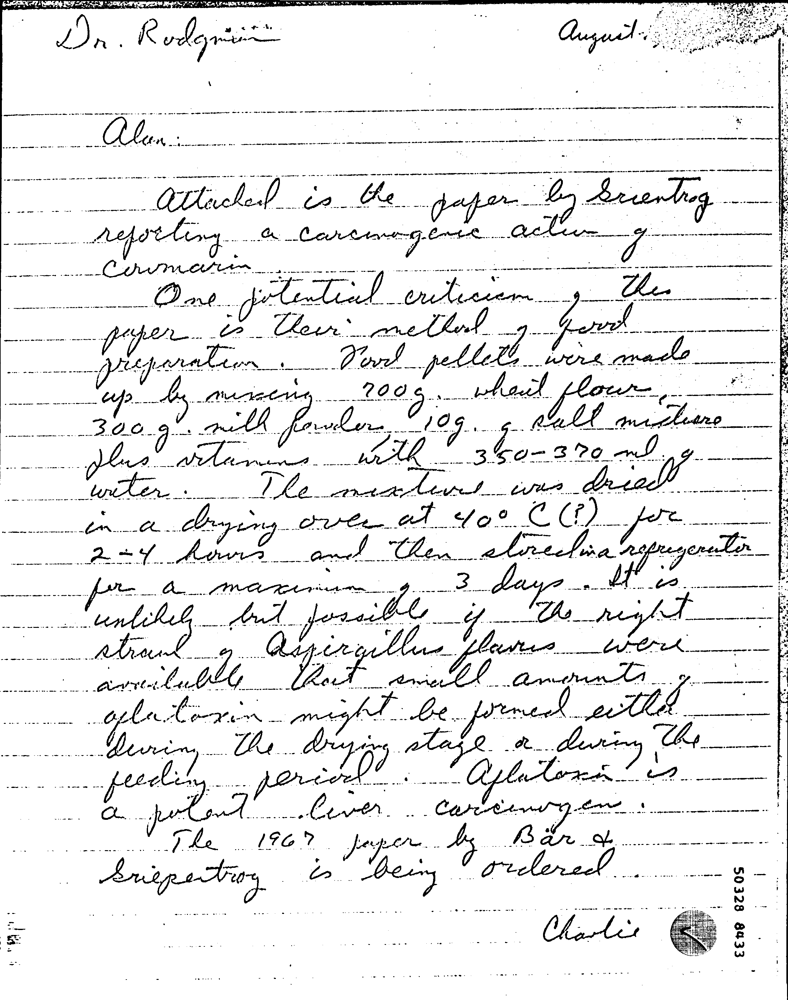 Dr. Rodgman
August
Alan:
Attached is the paper by Grientrog
reporting a carcinogenic action of
coumarin.
One potential criticism of this
paper is their method of food
preparation. Food pellets were made
up by mixing 700g. wheat flour,
300g. milk powder 10g. of salt mixture
plus vitamins with 350-370 ml of
water. The mixture was dried
in a drying oven at 40° C (?) for
2-4 hours and then stored in a refrigerator
for a maximum of 3 days. It is
unlikely but possible if the right
strain of Aspirgillus flavus were
available that small amounts of
aflatoxin might be formed either
during the drying stage or during the
feeding period. Aflatoxin is
a potent liver carcinogen.
The 1967 paper by Bär &
Griepentrog is being ordered.
Charlie
50328 8433